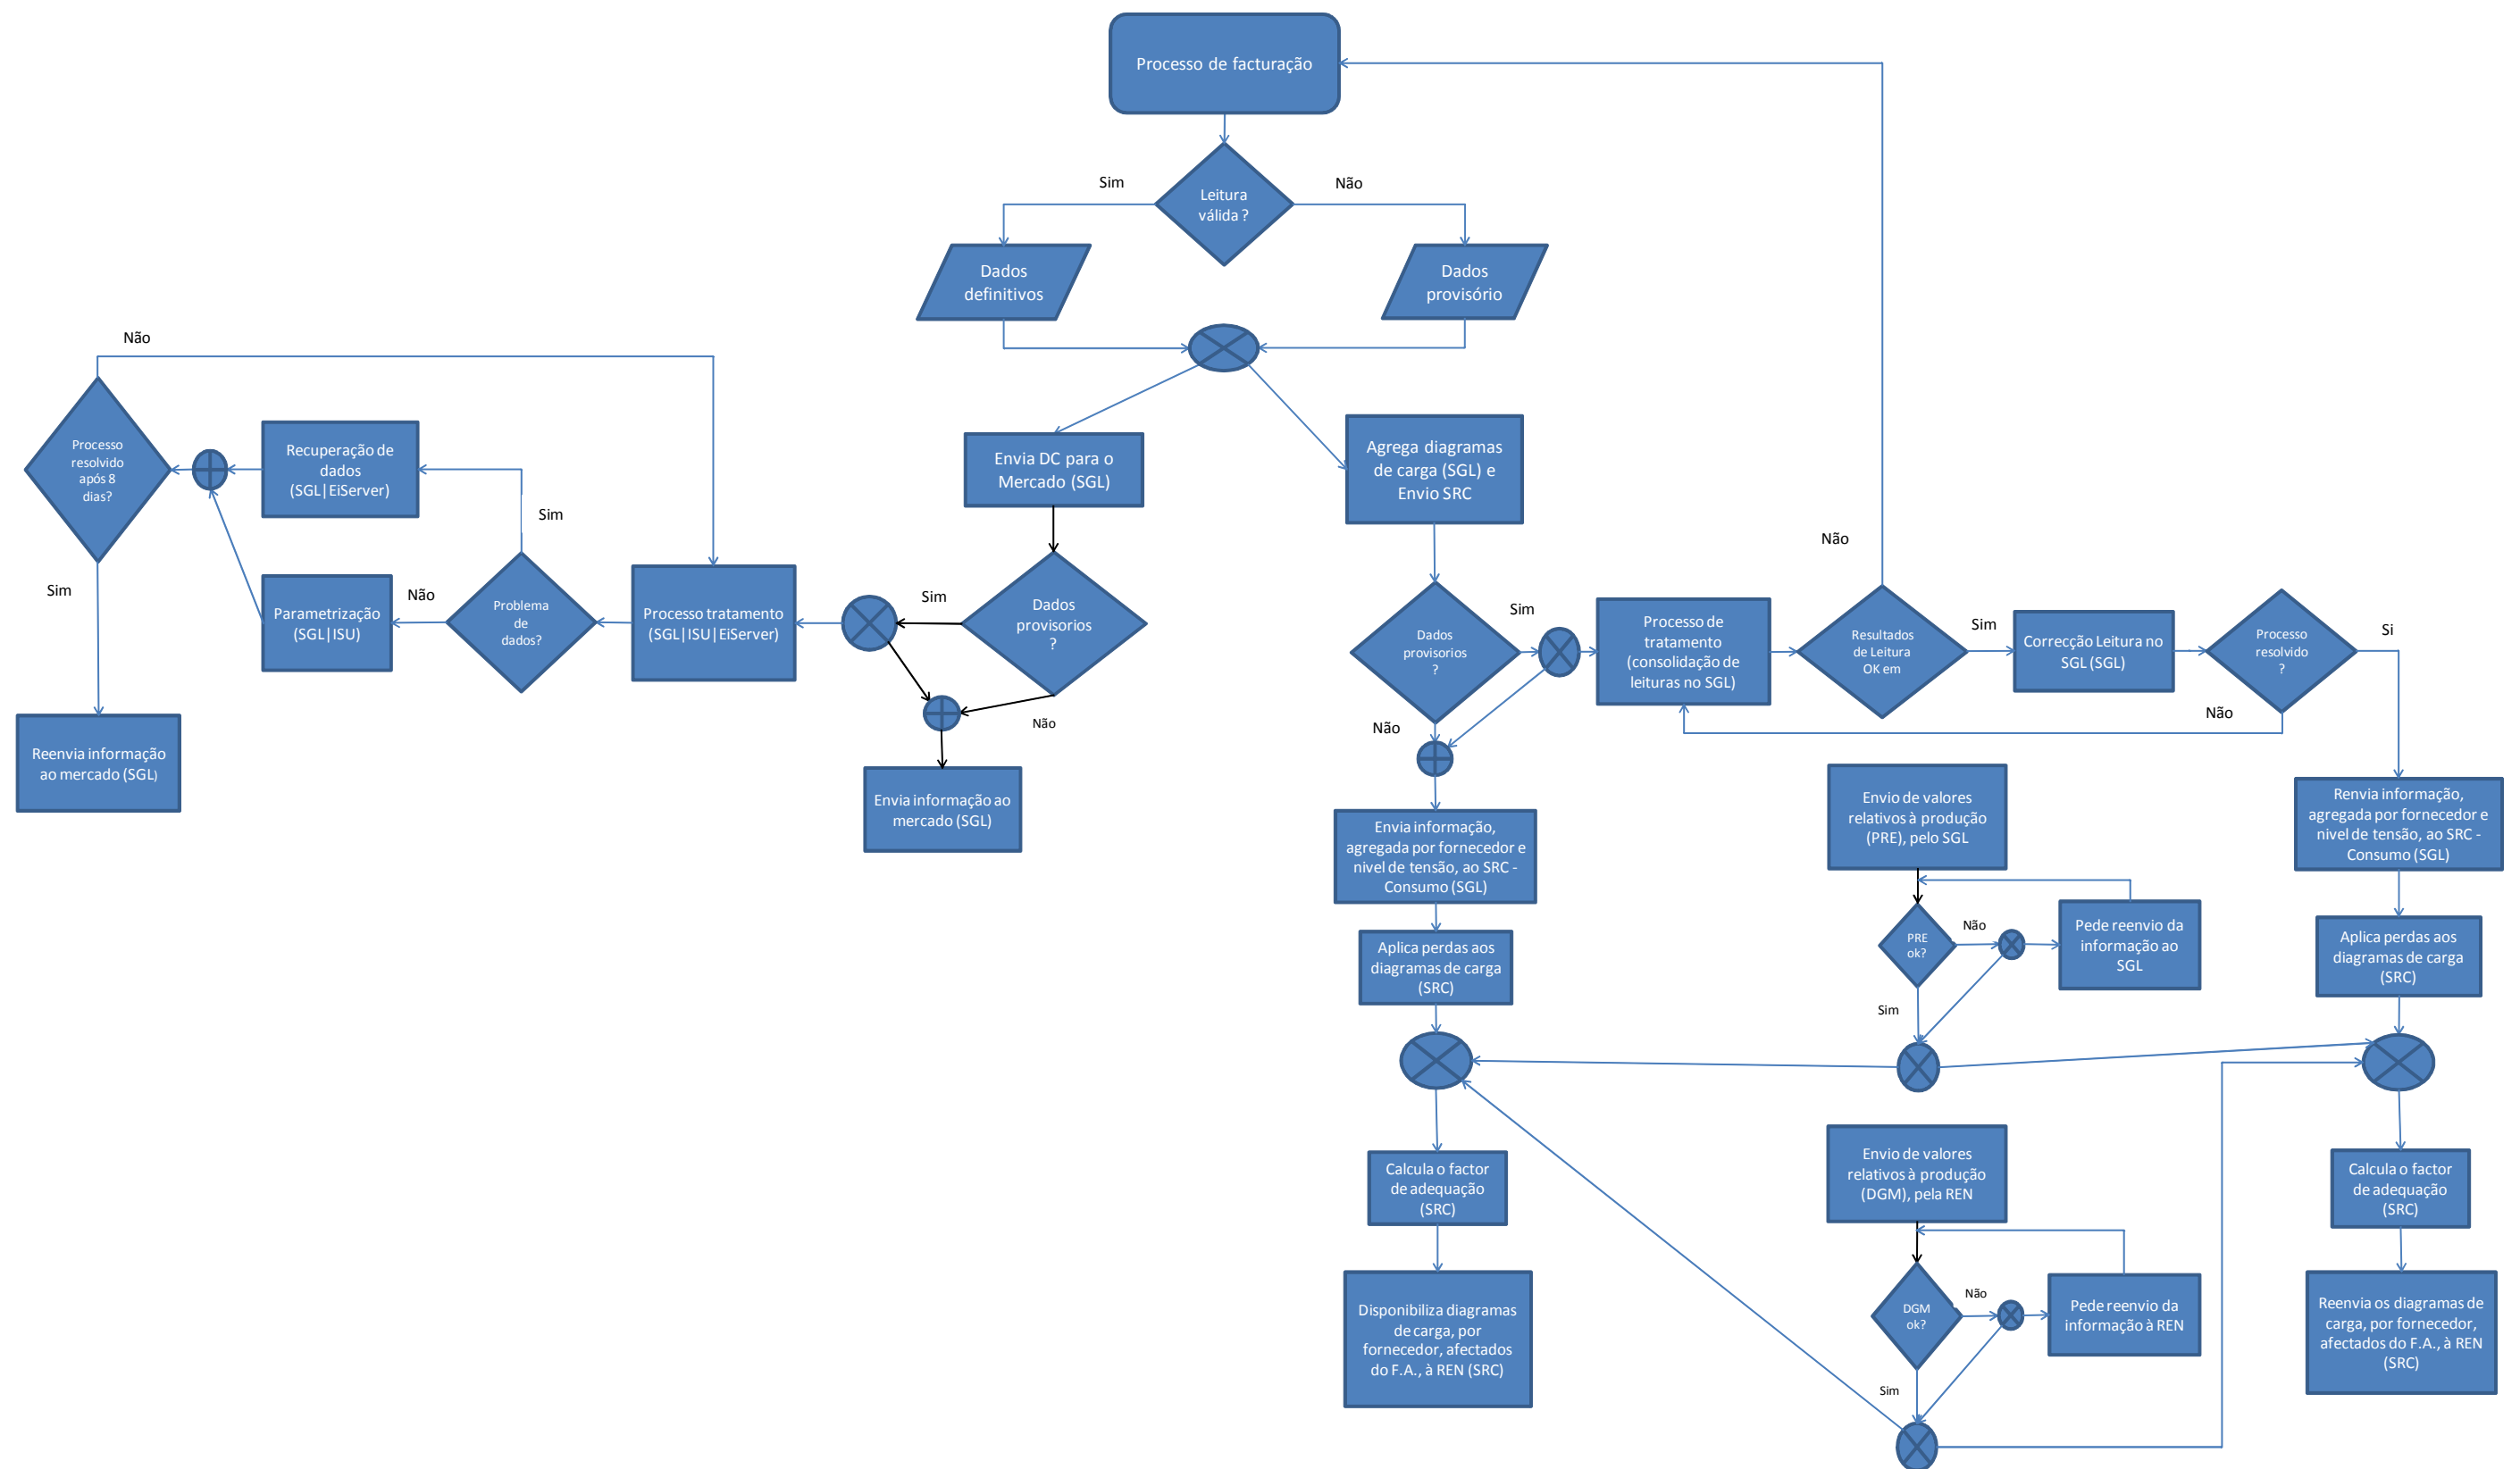 Processo de facturação
Leitura
válida ?
Sim
Não
Dados
definitivos
Dados
provisório
Não
Processo
resolvido
após 8
dias?
Recuperação de
dados
(SGL|EiServer)
Sim
Sim
Parametrização
(SGL|ISU)
Não
Problema
de
dados?
Processo tratamento
(SGL|ISU|EiServer)
Reenvia informação
ao mercado (SGL)
Envia DC para o
Mercado (SGL)
Sim
Dados
provisorios
?
Não
Envia informação ao
mercado (SGL)
Agrega diagramas
de carga (SGL) e
Envio SRC
Dados
provisorios
?
Sim
Não
Processo de
tratamento
(consolidação de
leituras no SGL)
Não
Resultados
de Leitura
OK em
Sim
Correcção Leitura no
SGL (SGL)
Processo
resolvido
?
Si
Não
Envia informação,
agregada por fornecedor e
nivel de tensão, ao SRC -
Consumo (SGL)
Aplica perdas aos
diagramas de carga
(SRC)
Calcula o factor
de adequação
(SRC)
Disponibiliza diagramas
de carga, por
fornecedor, afectados
do F.A., à REN (SRC)
Envio de valores
relativos à produção
(PRE), pelo SGL
PRE
ok?
Não
Pede reenvio da
informação ao
SGL
Sim
Envio de valores
relativos à produção
(DGM), pela REN
DGM
ok?
Não
Pede reenvio da
informação à REN
Sim
Renvia informação,
agregada por fornecedor e
nivel de tensão, ao SRC -
Consumo (SGL)
Aplica perdas aos
diagramas de carga
(SRC)
Calcula o factor
de adequação
(SRC)
Reenvia os diagramas de
carga, por fornecedor,
afectados do F.A., à REN
(SRC)